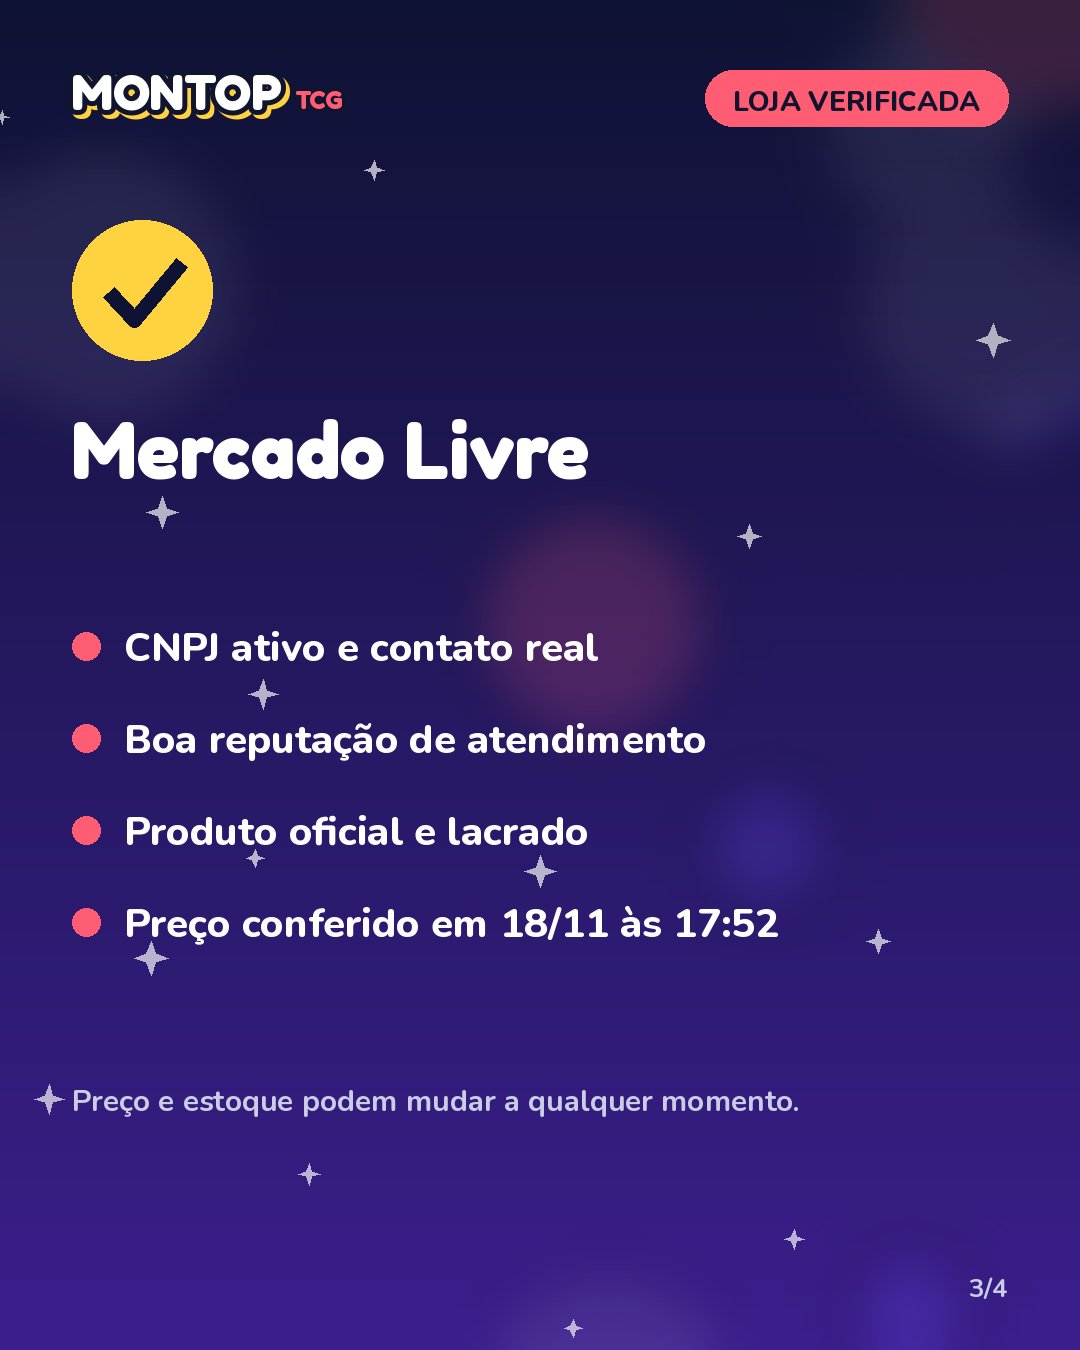 MONTOP TCG
LOJA VERIFICADA
Mercado Livre
CNPJ ativo e contato real
Boa reputação de atendimento
Produto oficial e lacrado
Preço conferido em 18/11 às 17:52
Preço e estoque podem mudar a qualquer momento.
3/4